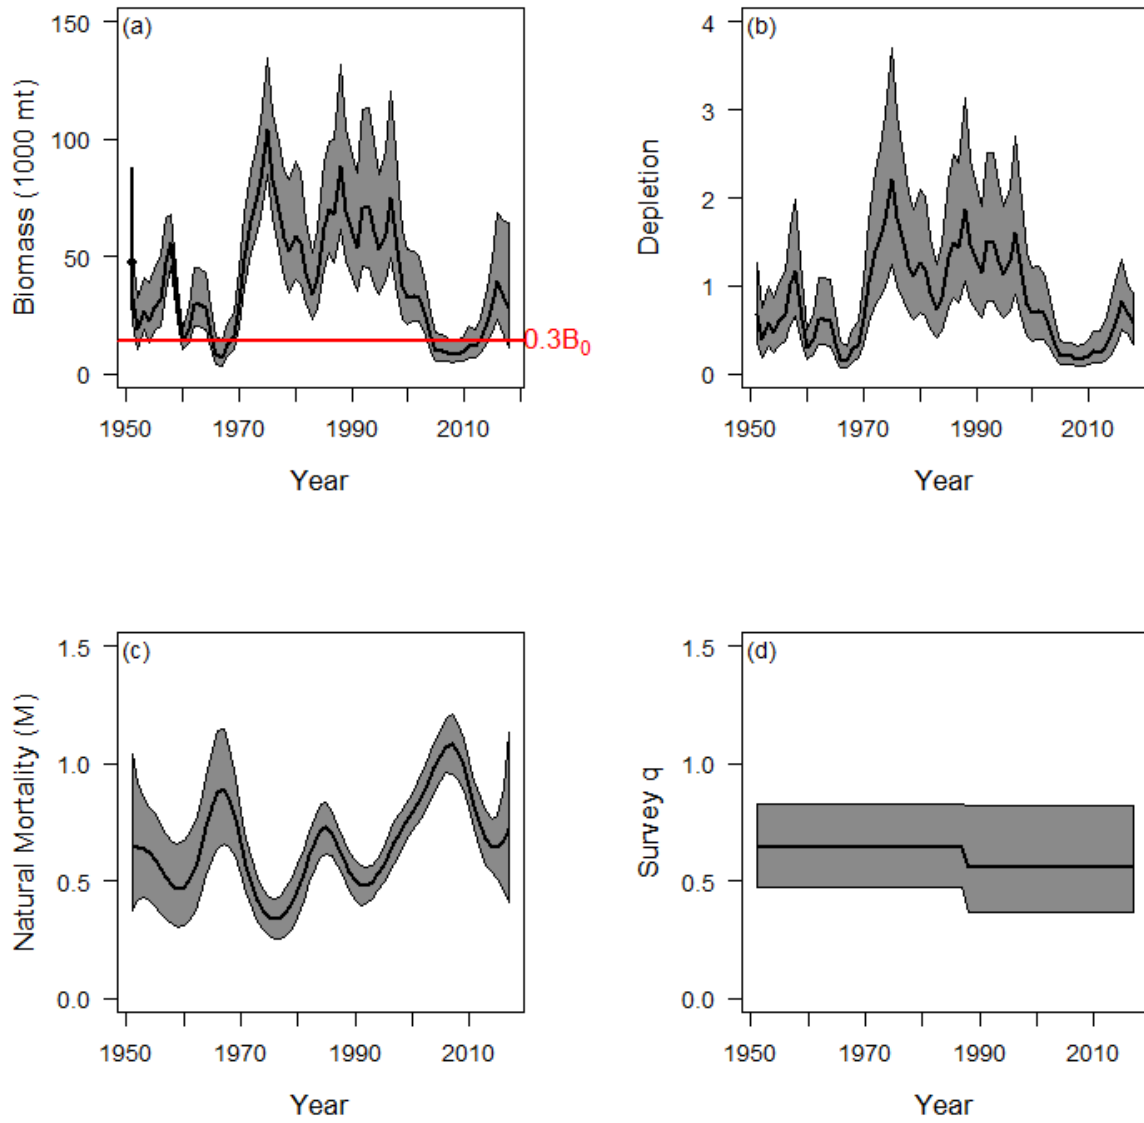 (a)
Biomass (1000 mt)
150
100
50
0
0.3B₀
1950 1970 1990 2010
Year
(b)
Depletion
4
3
2
1
0
1950 1970 1990 2010
Year
(c)
Natural Mortality (M)
1.5
1.0
0.5
0.0
1950 1970 1990 2010
Year
(d)
Survey q
1.5
1.0
0.5
0.0
1950 1970 1990 2010
Year